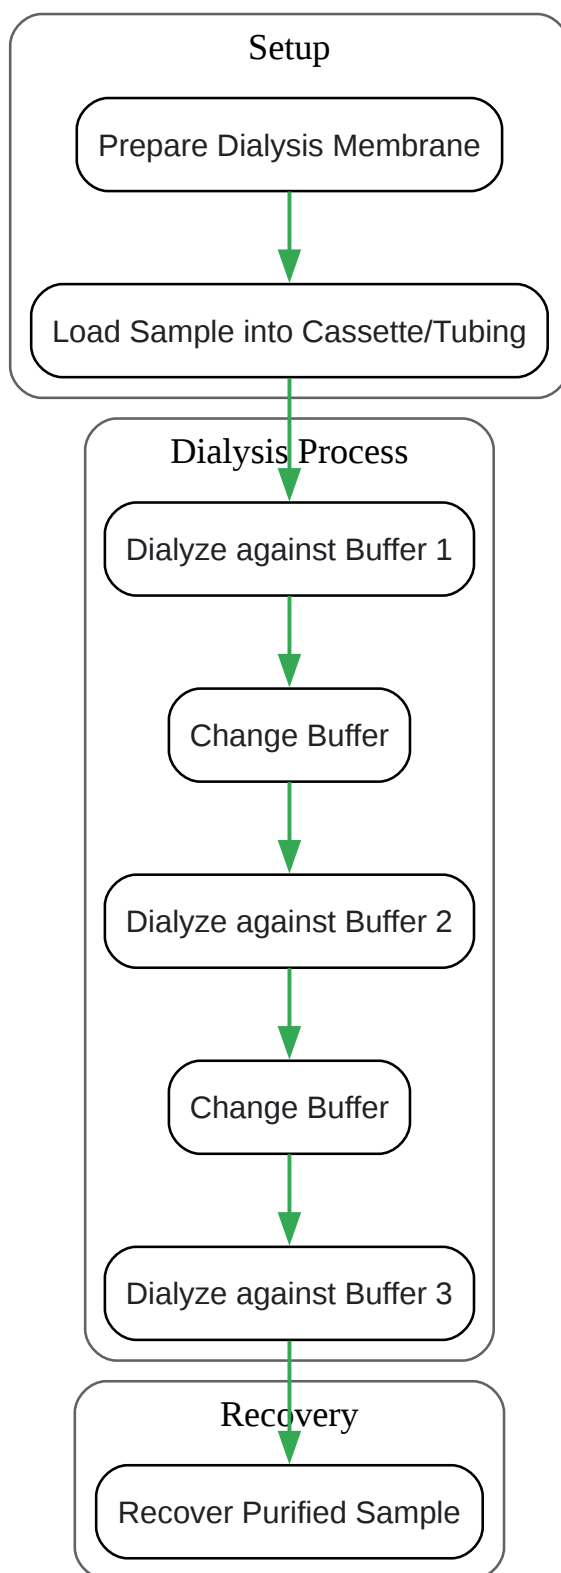 Setup
Prepare Dialysis Membrane
Load Sample into Cassette/Tubing
Dialysis Process
Dialyze against Buffer 1
Change Buffer
Dialyze against Buffer 2
Change Buffer
Dialyze against Buffer 3
Recovery
Recover Purified Sample